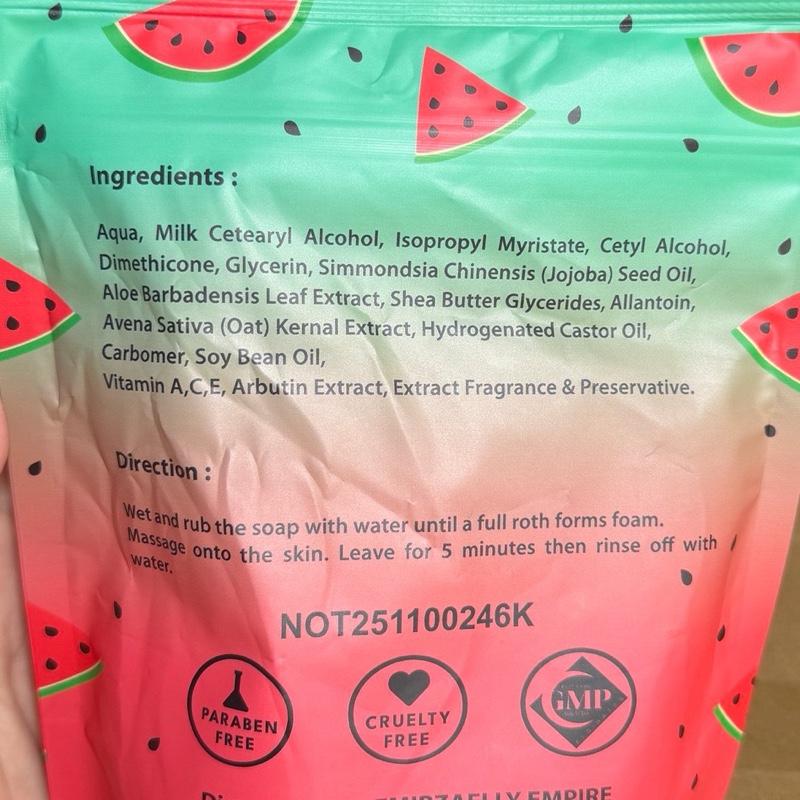 Ingredients :
Aqua, Milk Cetearyl Alcohol, Isopropyl Myristate, Cetyl Alcohol,
Dimethicone, Glycerin, Simmondsia Chinensis (Jojoba) Seed Oil,
Aloe Barbadensis Leaf Extract, Shea Butter Glycerides, Allantoin,
Avena Sativa (Oat) Kernal Extract, Hydrogenated Castor Oil,
Carbomer, Soy Bean Oil,
Vitamin A,C,E, Arbutin Extract, Extract Fragrance & Preservative.
Direction :
Wet and rub the soap with water until a full roth forms foam.
Massage onto the skin. Leave for 5 minutes then rinse off with
water.
NOT251100246K
PARABEN
FREE
CRUELTY
FREE
GMP
EMPIRE